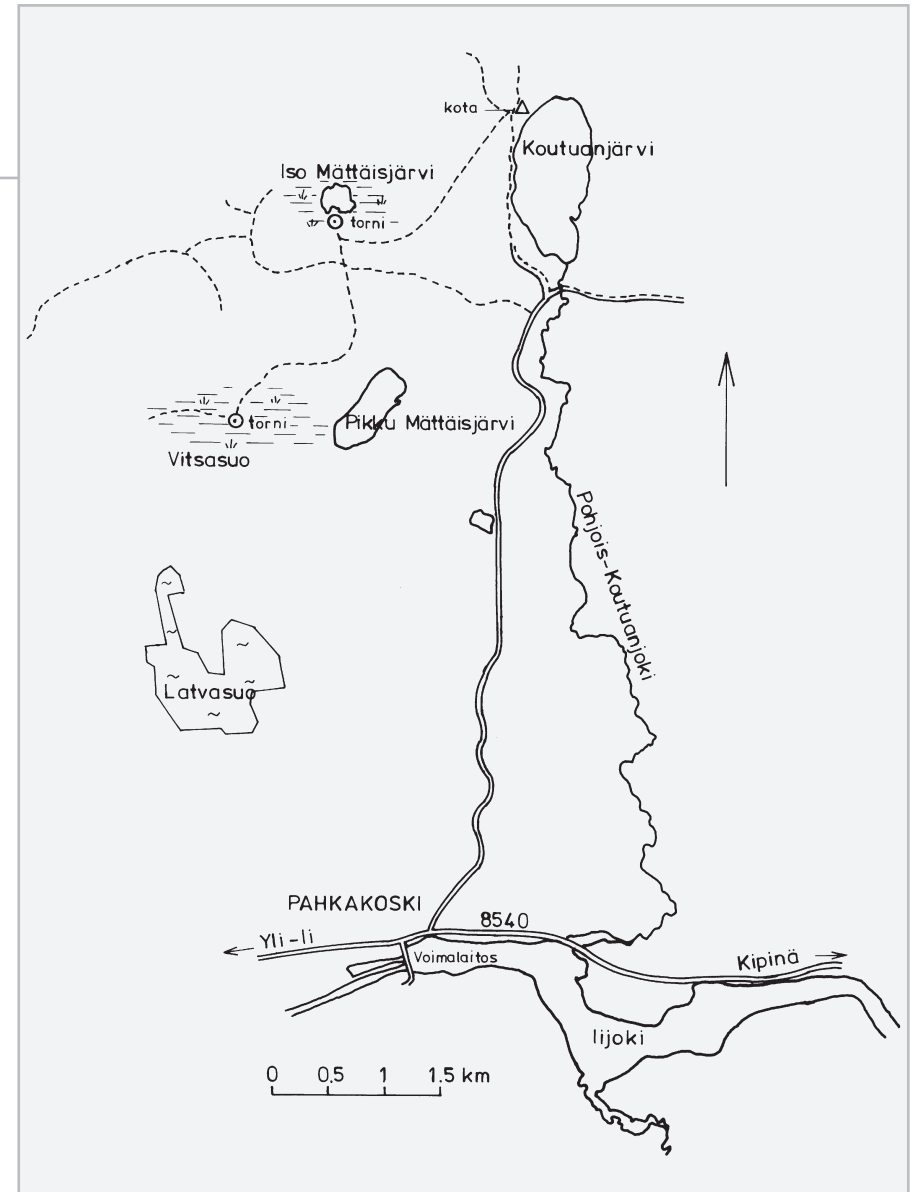 kota
Koutuanjärvi
Iso Mättäisjärvi
torni
torni
Pikku Mättäisjärvi
Vitsasuo
Pohjois-Koutuanjoki
Latvasuo
PAHKAKOSKI
8540
Yli-Ii
Voimalaitos
Kipinä
Iijoki
0 0.5 1 1.5 km